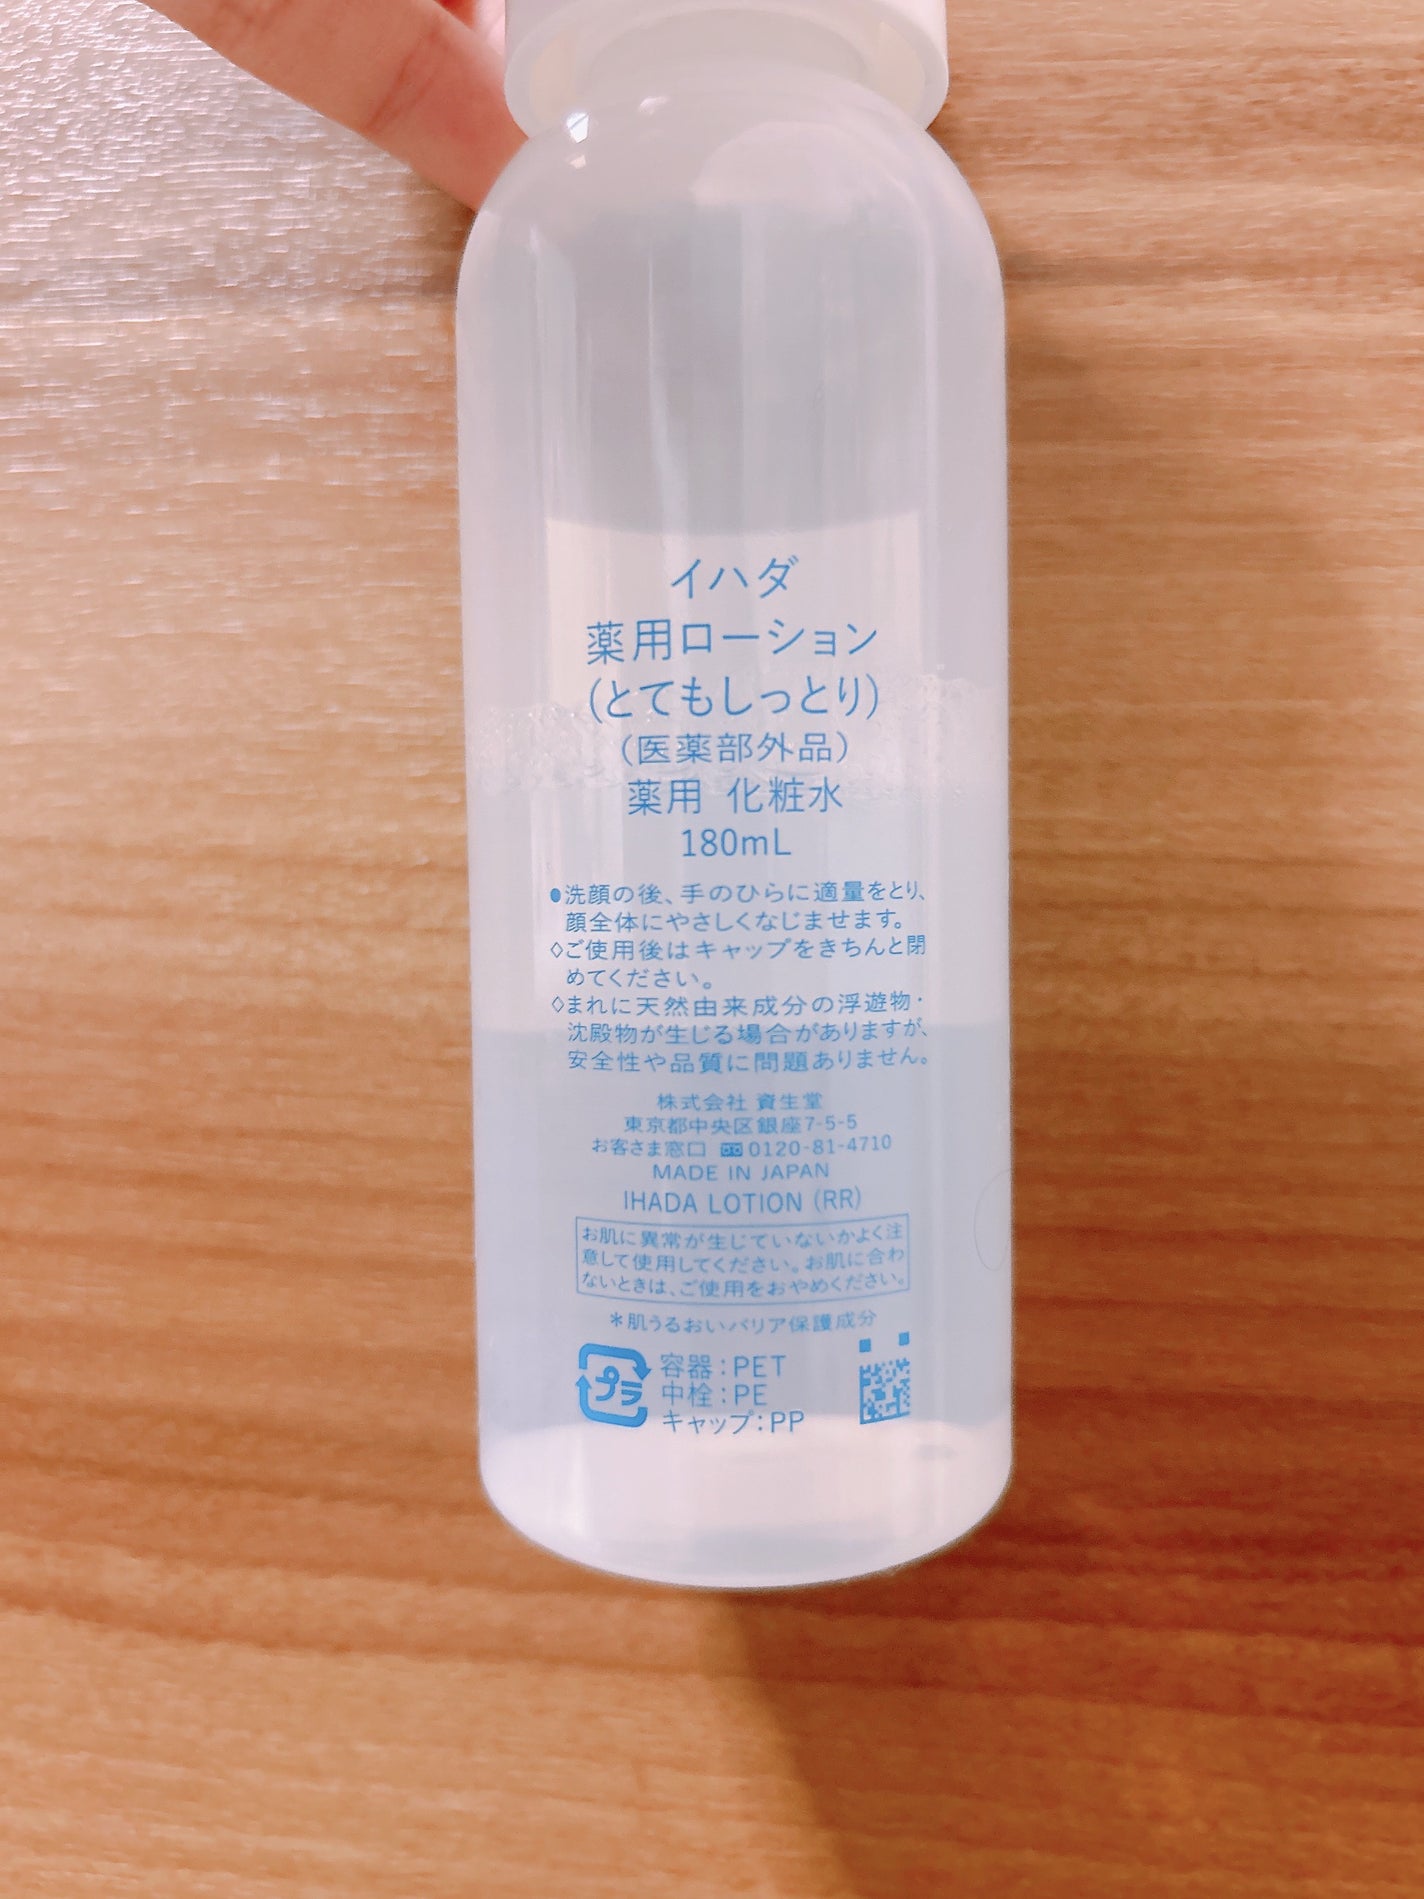 イハダ
薬用ローション
(とてもしっとり)
(医薬部外品)
薬用 化粧水
180mL
●洗顔の後、手のひらに適量をとり、
顔全体にやさしくなじませます。
◇ご使用後はキャップをきちんと閉
めてください。
◇まれに天然由来成分の浮遊物・
沈殿物が生じる場合がありますが、
安全性や品質に問題ありません。
株式会社 資生堂
東京都中央区銀座7-5-5
お客さま窓口 0120-81-4710
MADE IN JAPAN
IHADA LOTION (RR)
お肌に異常が生じていないかよく注
意して使用してください。お肌に合わ
ないときは、ご使用をおやめください。
*肌うるおいバリア保護成分
プラ 容器:PET
中栓:PE
キャップ:PP